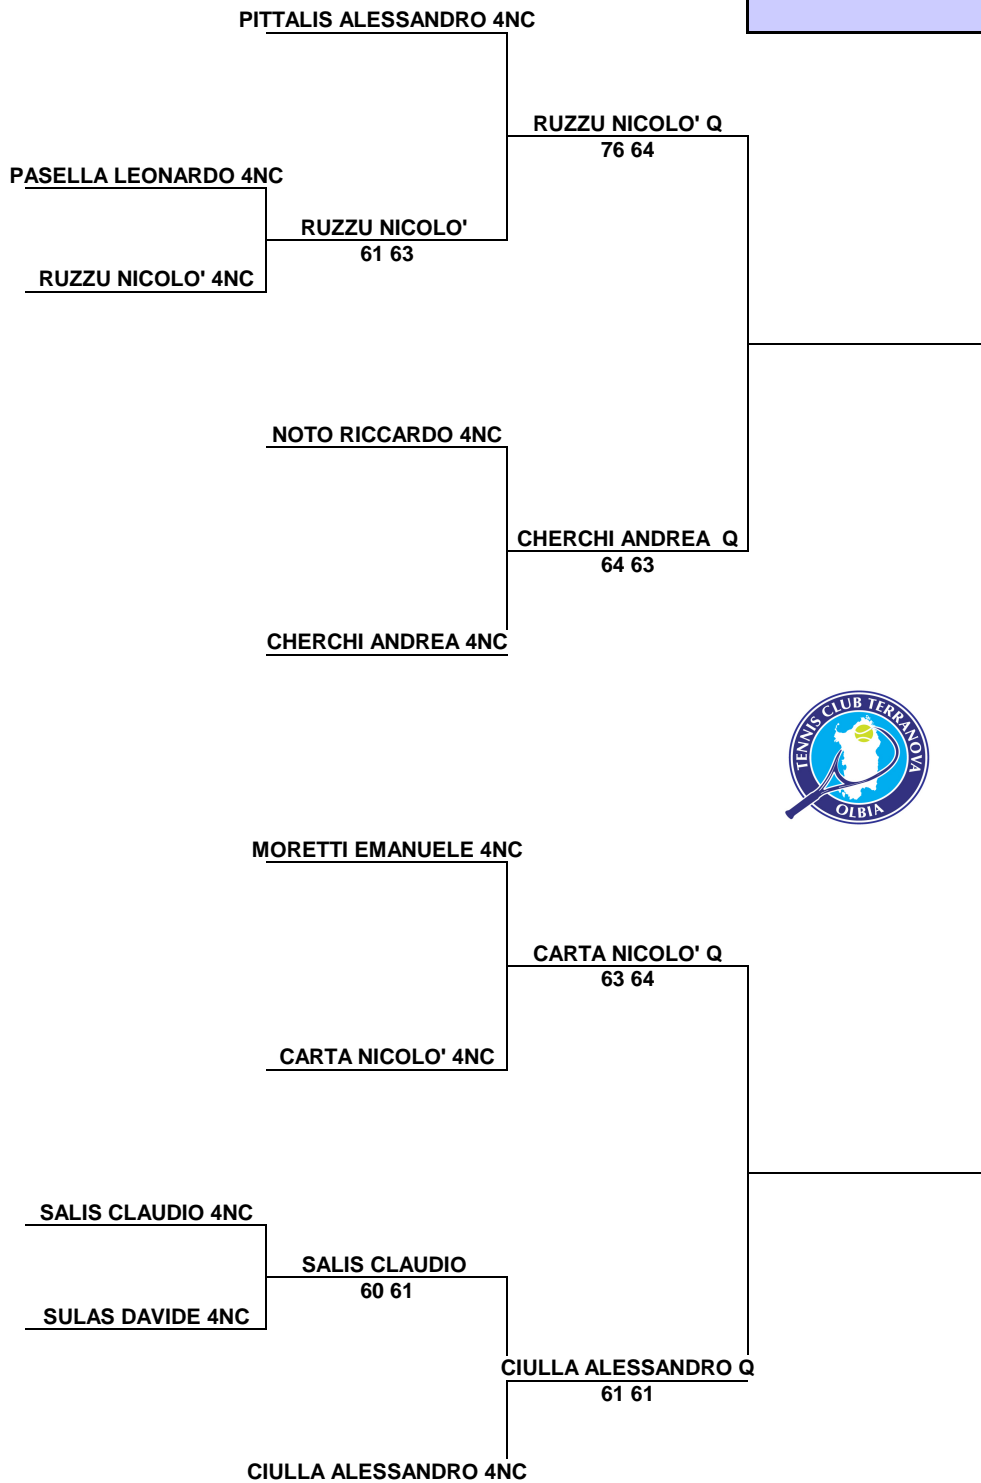 PITTALIS ALESSANDRO 4NC
RUZZU NICOLO' Q
76 64
PASELLA LEONARDO 4NC
RUZZU NICOLO'
61 63
RUZZU NICOLO' 4NC
NOTO RICCARDO 4NC
CHERCHI ANDREA  Q
64 63
CHERCHI ANDREA 4NC
TENNIS CLUB TERRANOVA
OLBIA
MORETTI EMANUELE 4NC
CARTA NICOLO' Q
63 64
CARTA NICOLO' 4NC
SALIS CLAUDIO 4NC
SALIS CLAUDIO
60 61
SULAS DAVIDE 4NC
CIULLA ALESSANDRO Q
61 61
CIULLA ALESSANDRO 4NC